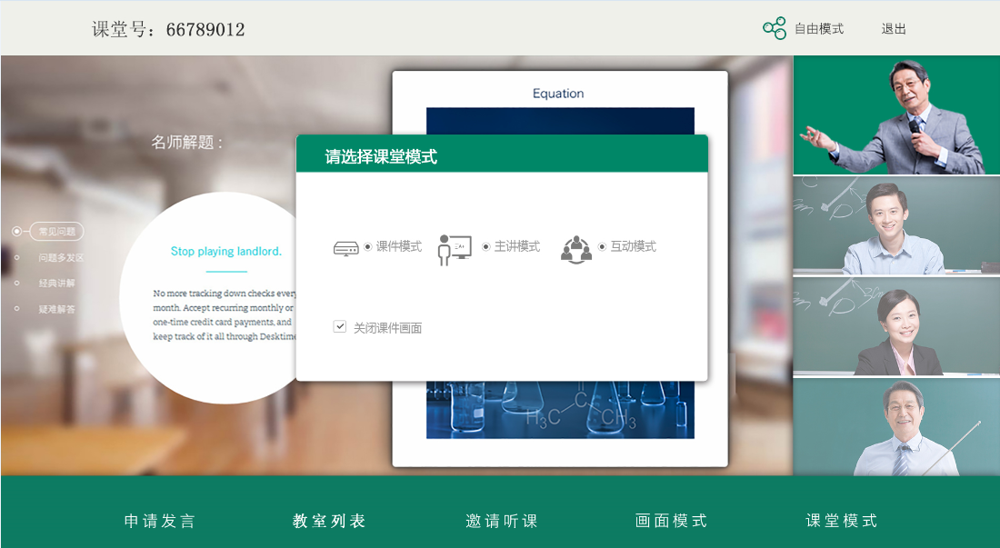 课堂号：66789012
自由模式
退出
Equation
名师解题：
请选择课堂模式
常见问题
问题多发区
经典讲解
疑难解答
Stop playing landlord.
No more tracking down checks every
month. Accept recurring monthly or
one-time credit card payments, and
keep track of it all through Desktime
课件模式
A+
主讲模式
互动模式
关闭课件画面
H₃C
C
CH₃
申请发言
教室列表
邀请听课
画面模式
课堂模式